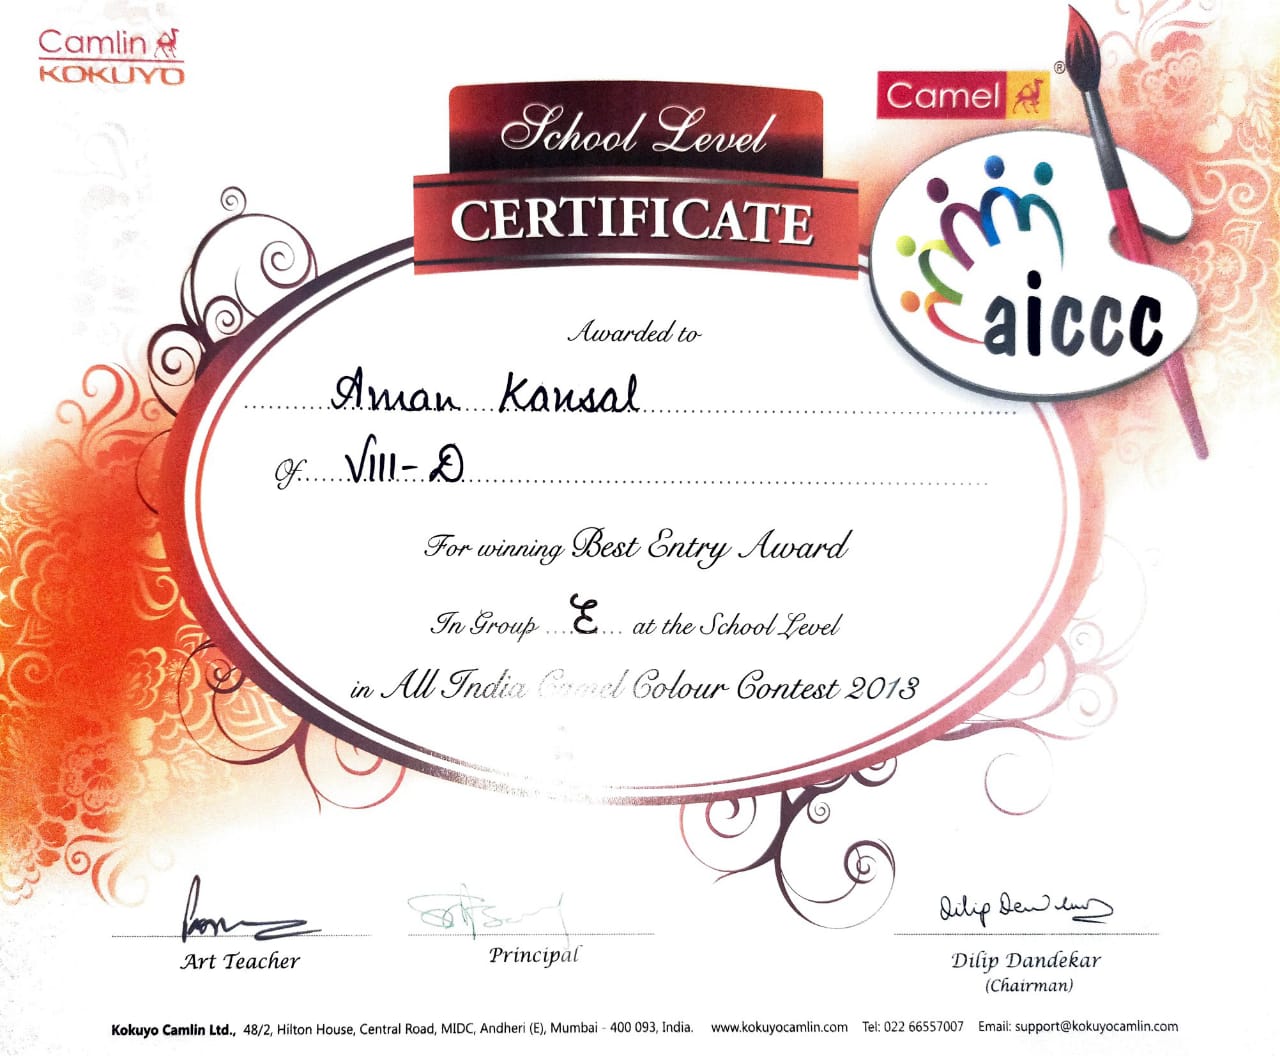 Camlin
KOKUYO
Camel ®
School Level
CERTIFICATE
aiccc
Awarded to
Aman Kansal
Of VIII-D
For winning Best Entry Award
In Group E at the School Level
in All India Camel Colour Contest 2013
Art Teacher
Principal
Dilip Dandekar
Dilip Dandekar
(Chairman)
Kokuyo Camlin Ltd., 48/2, Hilton House, Central Road, MIDC, Andheri (E), Mumbai - 400 093, India. www.kokuyocamlin.com Tel: 022 66557007 Email: support@kokuyocamlin.com